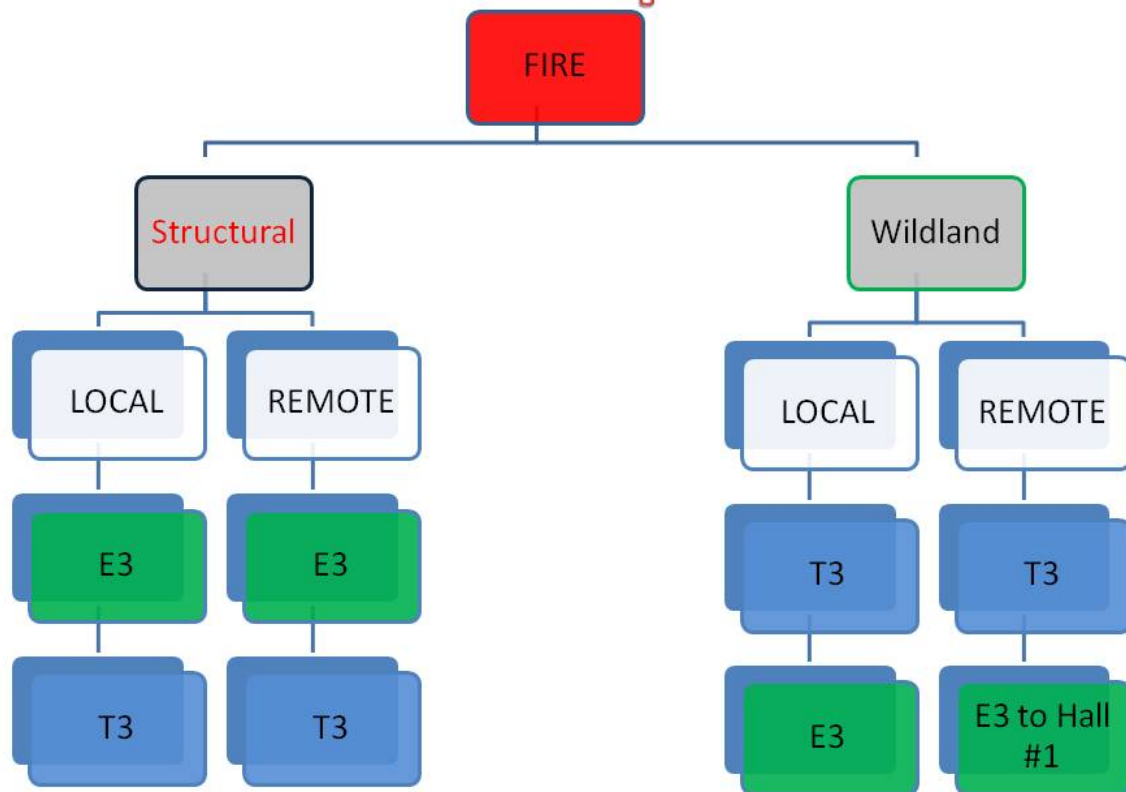 FIRE
Structural
Wildland
LOCAL
REMOTE
LOCAL
REMOTE
E3
E3
T3
T3
T3
T3
E3
E3 to Hall
#1